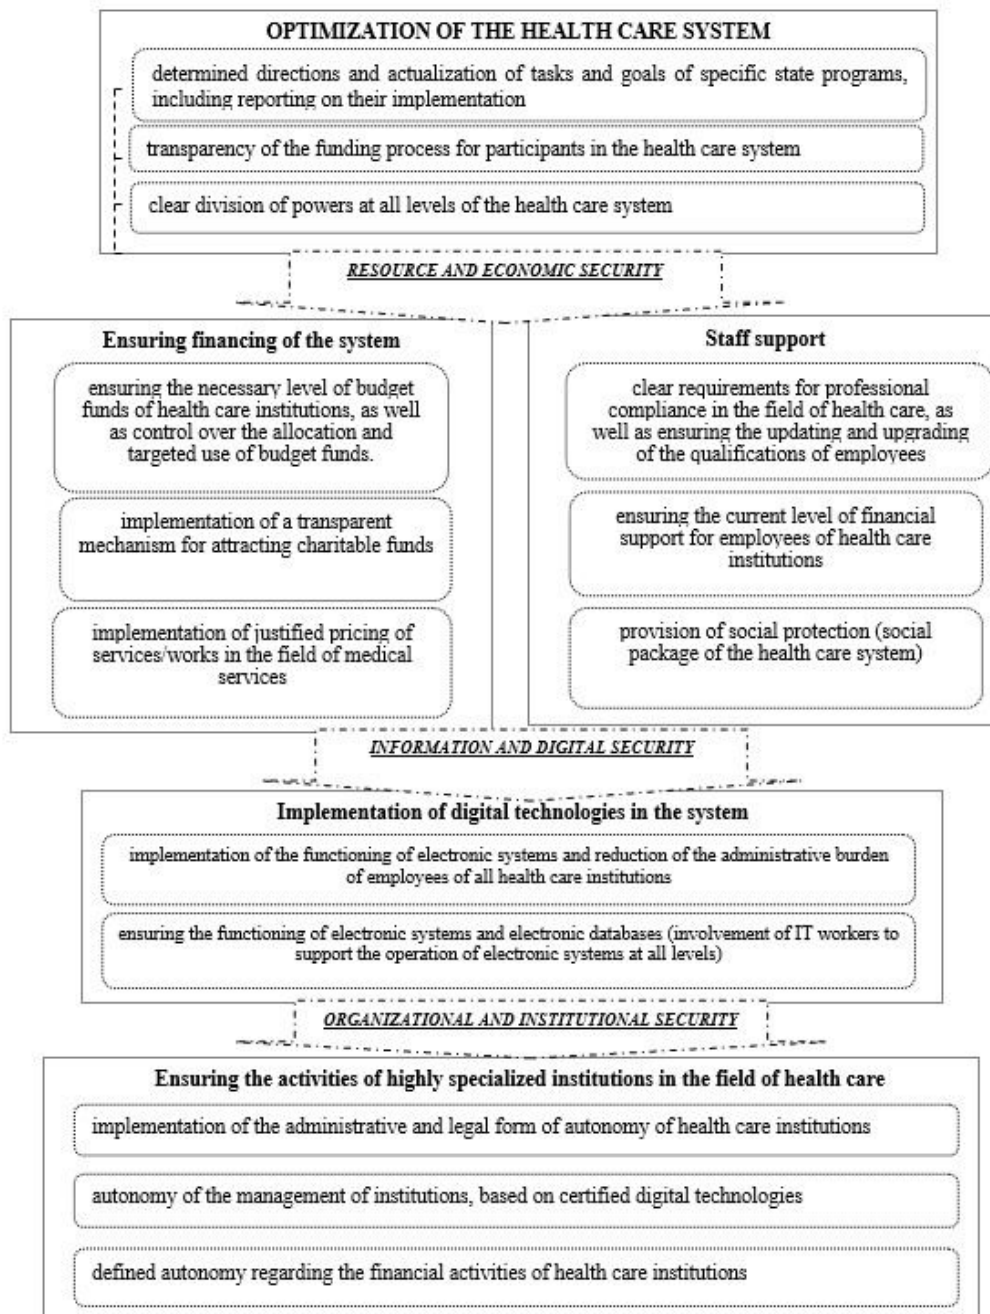 OPTIMIZATION OF THE HEALTH CARE SYSTEM
determined directions and actualization of tasks and goals of specific state programs,
including reporting on their implementation
transparency of the funding process for participants in the health care system
clear division of powers at all levels of the health care system
RESOURCE AND ECONOMIC SECURITY
Ensuring financing of the system
ensuring the necessary level of budget
funds of health care institutions, as well
as control over the allocation and
targeted use of budget funds.
implementation of a transparent
mechanism for attracting charitable funds
implementation of justified pricing of
services/works in the field of medical
services
Staff support
clear requirements for professional
compliance in the field of health care, as
well as ensuring the updating and upgrading
of the qualifications of employees
ensuring the current level of financial
support for employees of health care
institutions
provision of social protection (social
package of the health care system)
INFORMATION AND DIGITAL SECURITY
Implementation of digital technologies in the system
implementation of the functioning of electronic systems and reduction of the administrative burden
of employees of all health care institutions
ensuring the functioning of electronic systems and electronic databases (involvement of IT workers to
support the operation of electronic systems at all levels)
ORGANIZATIONAL AND INSTITUTIONAL SECURITY
Ensuring the activities of highly specialized institutions in the field of health care
implementation of the administrative and legal form of autonomy of health care institutions
autonomy of the management of institutions, based on certified digital technologies
defined autonomy regarding the financial activities of health care institutions